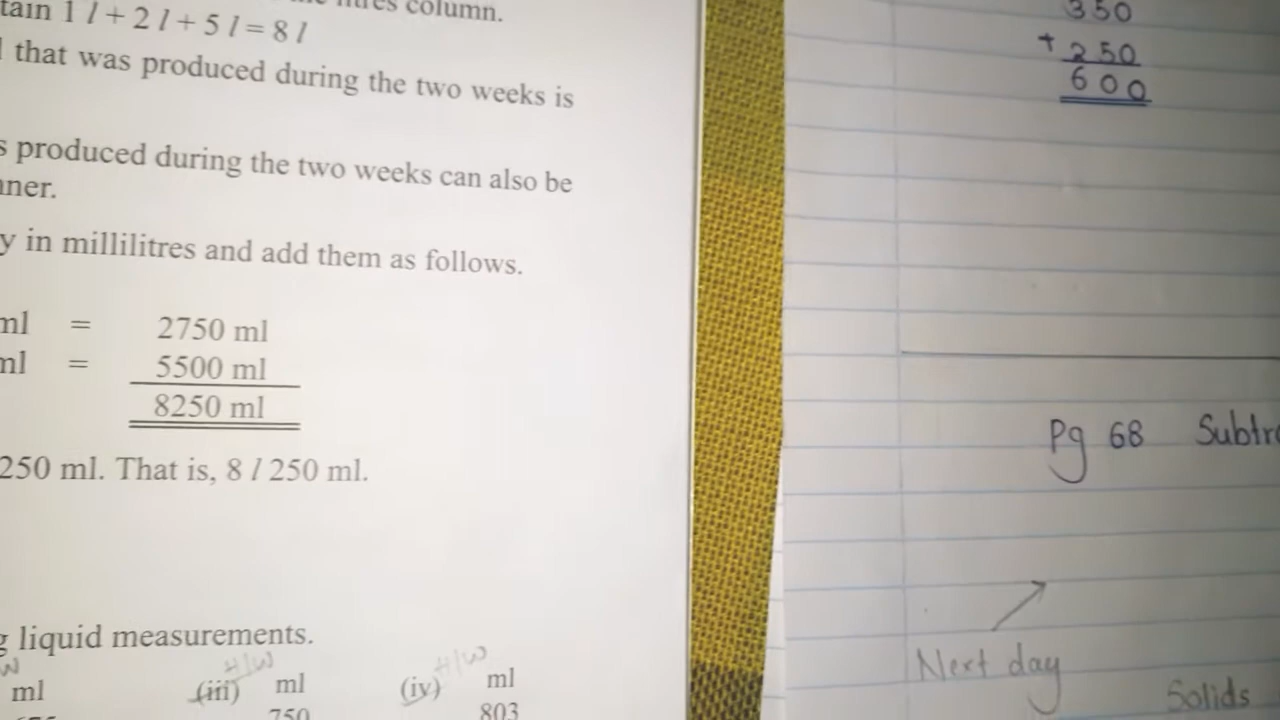 tain 1 l + 2 l + 5 l = 8 l
that was produced during the two weeks is
s produced during the two weeks can also be
nner.
y in millilitres and add them as follows.
ml = 2750 ml
ml = 5500 ml
8250 ml
250 ml. That is, 8 l 250 ml.
g liquid measurements.
H/W H/W
ml (iii) ml (iv) ml
750 803
350
+ 250
600
Pg 68 Subtr
Next day
Solids